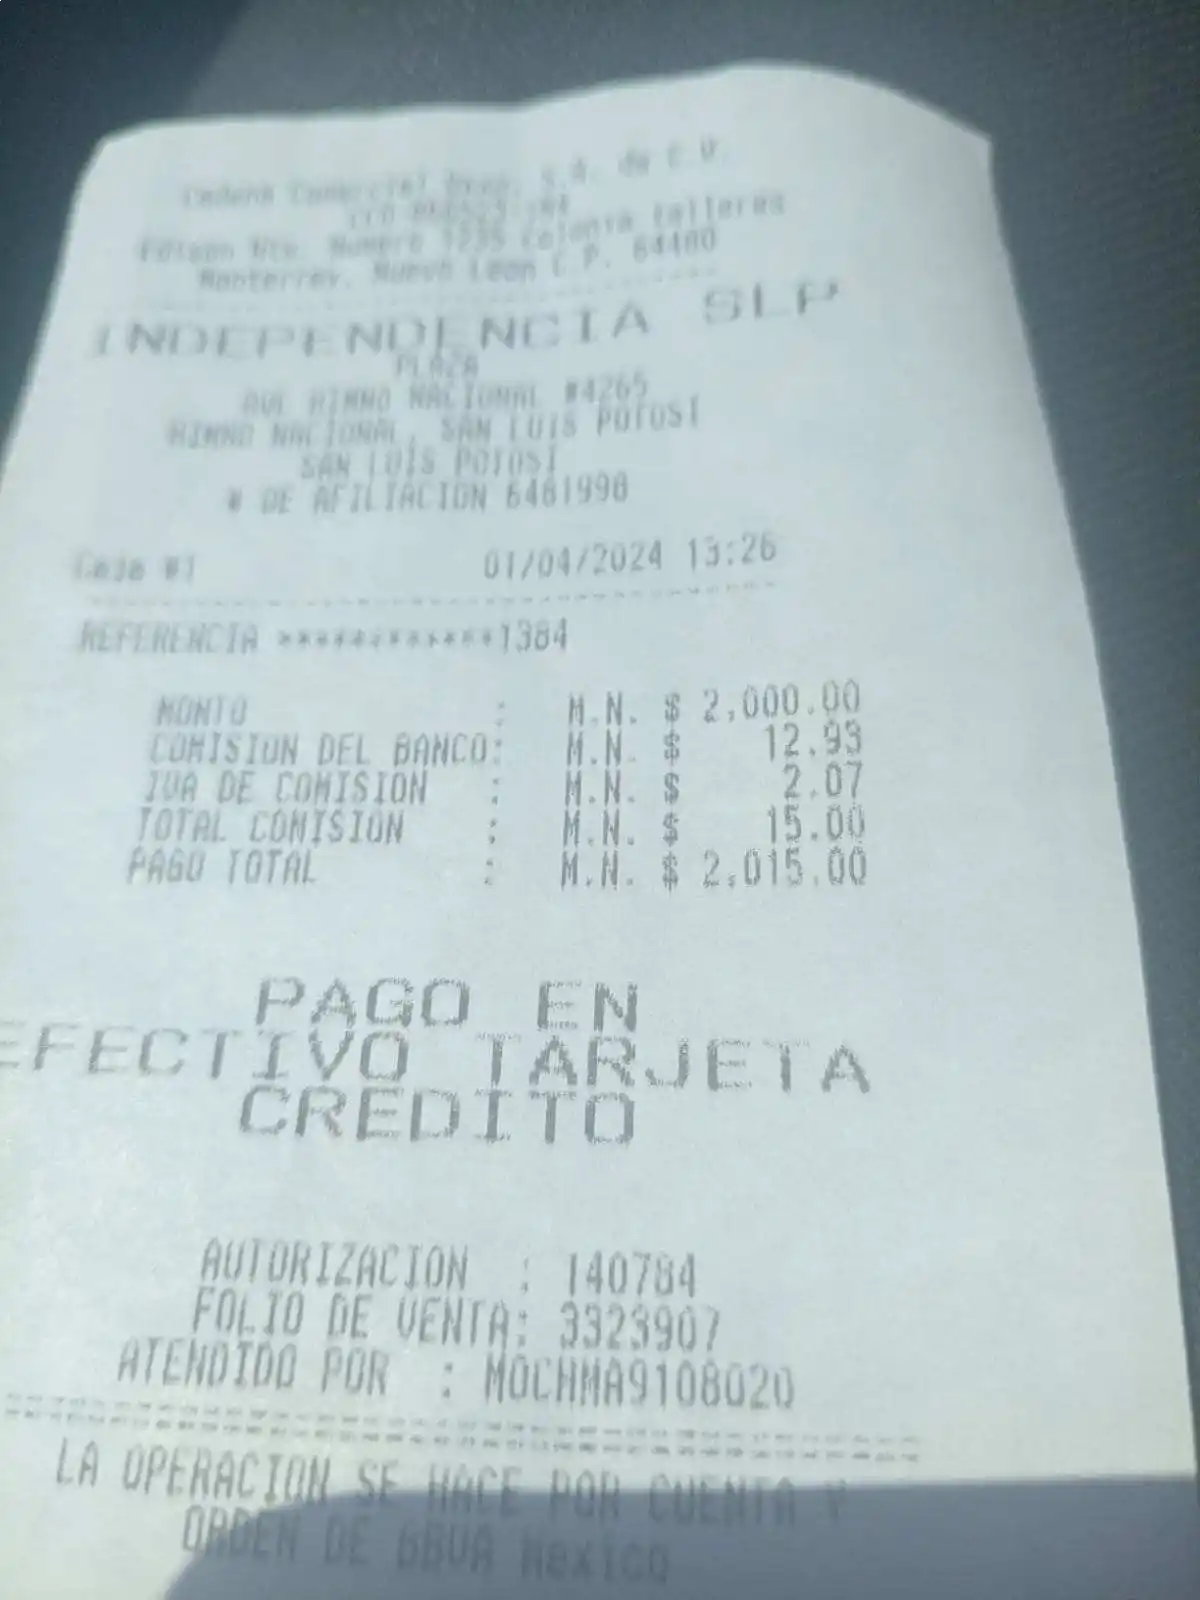 Cadena Comercial Oxxo, S.A. de C.V.
Edison Nte. Numero 1235 Colonia talleres
Monterrey, Nuevo Leon C.P. 64480
INDEPENDENCIA SLP
PLAZA
AVE HIMNO NACIONAL #4265
HIMNO NACIONAL, SAN LUIS POTOSI
SAN LUIS POTOSI
# DE AFILIACION 6481998
Caja #1 01/04/2024 13:26
REFERENCIA ************1384
MONTO : M.N. $ 2,000.00
COMISION DEL BANCO: M.N. $ 12.93
IVA DE COMISION : M.N. $ 2.07
TOTAL COMISION : M.N. $ 15.00
PAGO TOTAL : M.N. $ 2,015.00
PAGO EN
EFECTIVO TARJETA
CREDITO
AUTORIZACION : 140784
FOLIO DE VENTA: 3323907
ATENDIDO POR : MOCHMA9108020
LA OPERACION SE HACE POR CUENTA Y
ORDEN DE BBVA Mexico